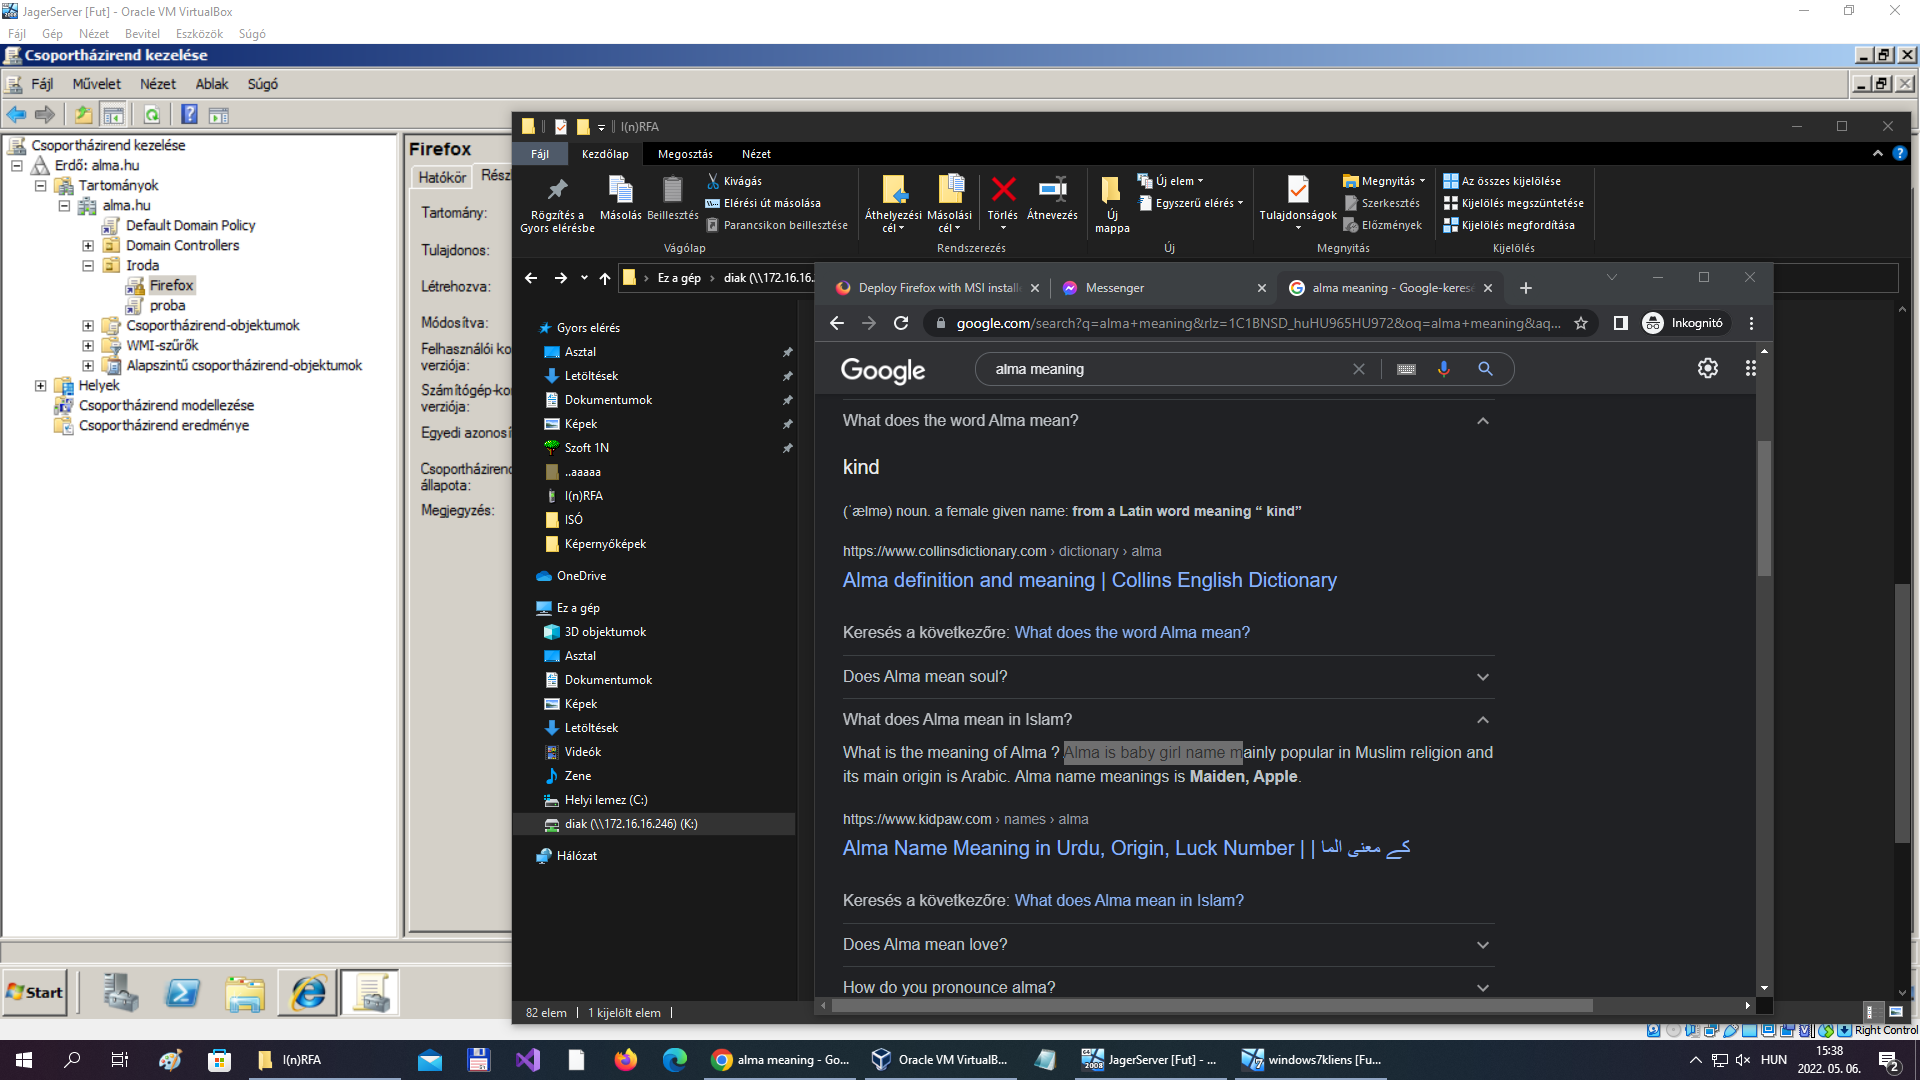 JagerServer [Fut] - Oracle VM VirtualBox
Fájl Gép Nézet Bevitel Eszközök Súgó
Csoportházirend kezelése
Fájl Művelet Nézet Ablak Súgó
Csoportházirend kezelése
Erdő: alma.hu
Tartományok
alma.hu
Default Domain Policy
Domain Controllers
Iroda
Firefox
proba
Csoportházirend-objektumok
WMI-szűrők
Alapszintű csoportházirend-objektumok
Helyek
Csoportházirend modellezése
Csoportházirend eredménye
Firefox
Hatókör Rész
Tartomány:
Tulajdonos:
Létrehozva:
Módosítva:
Felhasználói ko
verziója:
Számítógép-ko
verziója:
Egyedi azonosí
Csoportházirend
állapota:
Megjegyzés:
I(n)RFA
Fájl Kezdőlap Megosztás Nézet
Rögzítés a Gyors elérésbe
Másolás
Beillesztés
Kivágás
Elérési út másolása
Parancsikon beillesztése
Vágólap
Áthelyezési cél
Másolási cél
Törlés
Átnevezés
Rendszerezés
Új mappa
Új elem
Egyszerű elérés
Új
Tulajdonságok
Megnyitás
Szerkesztés
Előzmények
Megnyitás
Az összes kijelölése
Kijelölés megszüntetése
Kijelölés megfordítása
Kijelölés
Ez a gép diak (\\172.16.16.
Gyors elérés
Asztal
Letöltések
Dokumentumok
Képek
Szoft 1N
..aaaaa
I(n)RFA
ISÓ
Képernyőképek
OneDrive
Ez a gép
3D objektumok
Asztal
Dokumentumok
Képek
Letöltések
Videók
Zene
Helyi lemez (C:)
diak (\\172.16.16.246) (K:)
Hálózat
82 elem
1 kijelölt elem
Deploy Firefox with MSI install
Messenger
alma meaning - Google-keresé
google.com/search?q=alma+meaning&rlz=1C1BNSD_huHU965HU972&oq=alma+meaning&aq...
Inkognitó
Google
alma meaning
What does the word Alma mean?
kind
(ˈælmə) noun. a female given name: from a Latin word meaning “ kind”
https://www.collinsdictionary.com › dictionary › alma
Alma definition and meaning | Collins English Dictionary
Keresés a következőre: What does the word Alma mean?
Does Alma mean soul?
What does Alma mean in Islam?
What is the meaning of Alma ? Alma is baby girl name mainly popular in Muslim religion and
its main origin is Arabic. Alma name meanings is Maiden, Apple.
https://www.kidpaw.com › names › alma
Alma Name Meaning in Urdu, Origin, Luck Number | | کے معنی الما
Keresés a következőre: What does Alma mean in Islam?
Does Alma mean love?
How do you pronounce alma?
Start
Right Control
I(n)RFA
alma meaning - Go...
Oracle VM VirtualB...
JagerServer [Fut] - ...
windows7kliens [Fu...
HUN
15:38
2022. 05. 06.
2